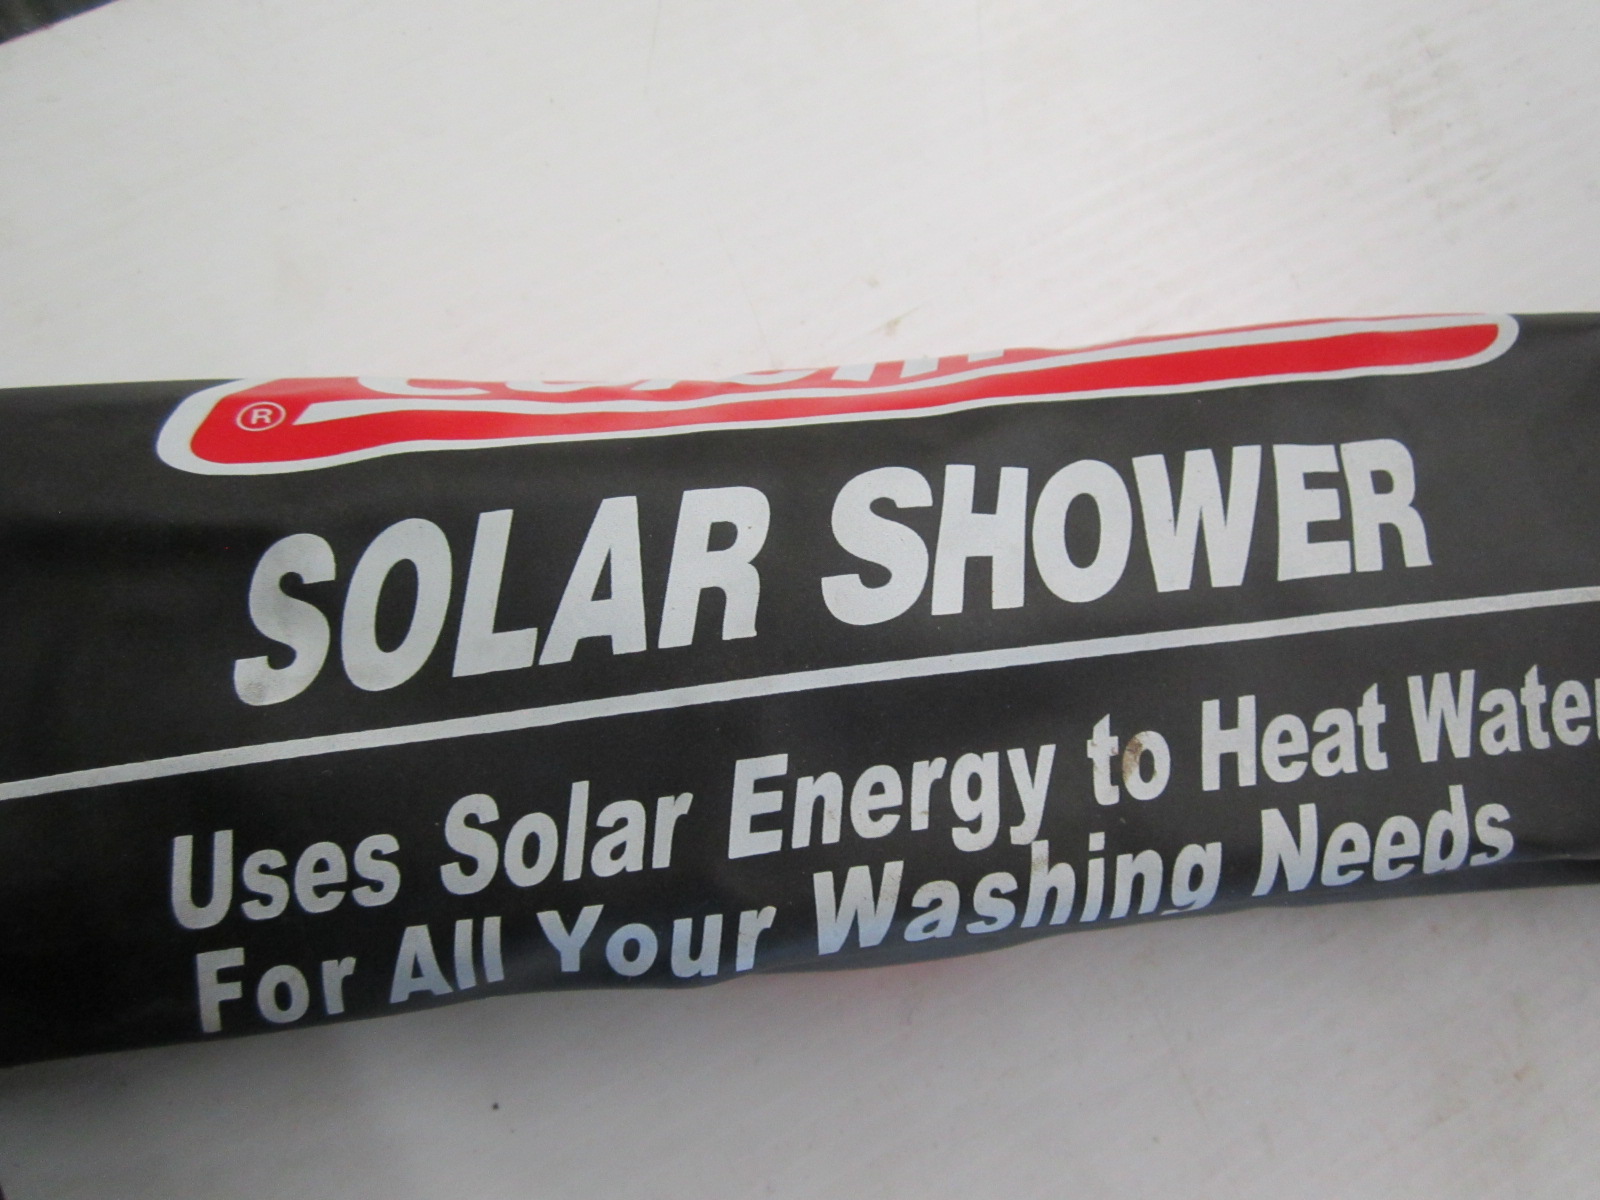 ®
SOLAR SHOWER
Uses Solar Energy to Heat Water
For All Your Washing Needs